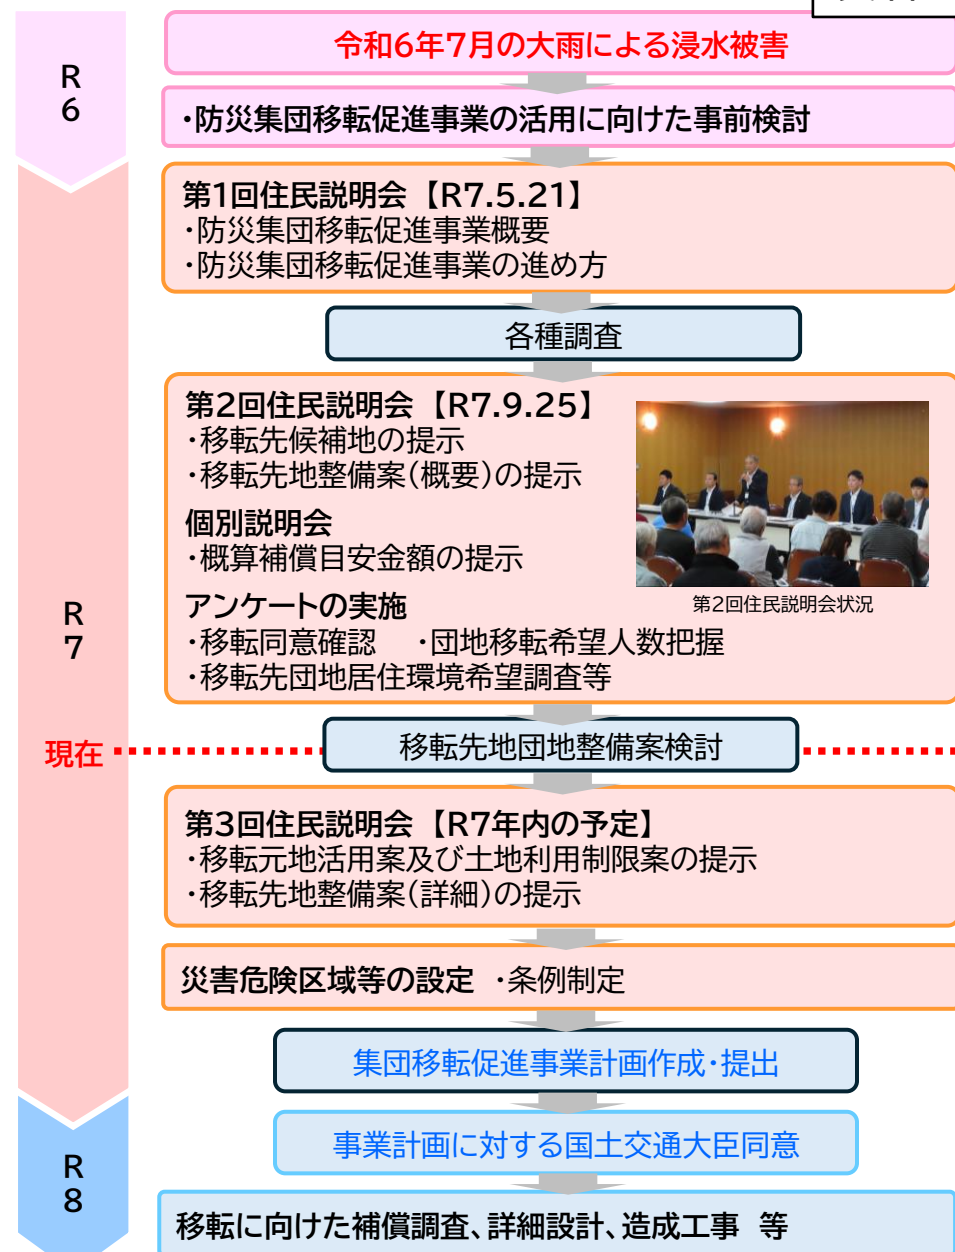 令和6年7月の大雨による浸水被害
R
6
・防災集団移転促進事業の活用に向けた事前検討
第1回住民説明会【R7.5.21】
・防災集団移転促進事業概要
・防災集団移転促進事業の進め方
各種調査
第2回住民説明会【R7.9.25】
・移転先候補地の提示
・移転先地整備案(概要)の提示
個別説明会
・概算補償目安金額の提示
第2回住民説明会状況
アンケートの実施
・移転同意確認 ・団地移転希望人数把握
・移転先団地居住環境希望調査等
R
7
現在
移転先地団地整備案検討
第3回住民説明会【R7年内の予定】
・移転元地活用案及び土地利用制限案の提示
・移転先地整備案(詳細)の提示
災害危険区域等の設定 ・条例制定
集団移転促進事業計画作成・提出
事業計画に対する国土交通大臣同意
R
8
移転に向けた補償調査、詳細設計、造成工事 等